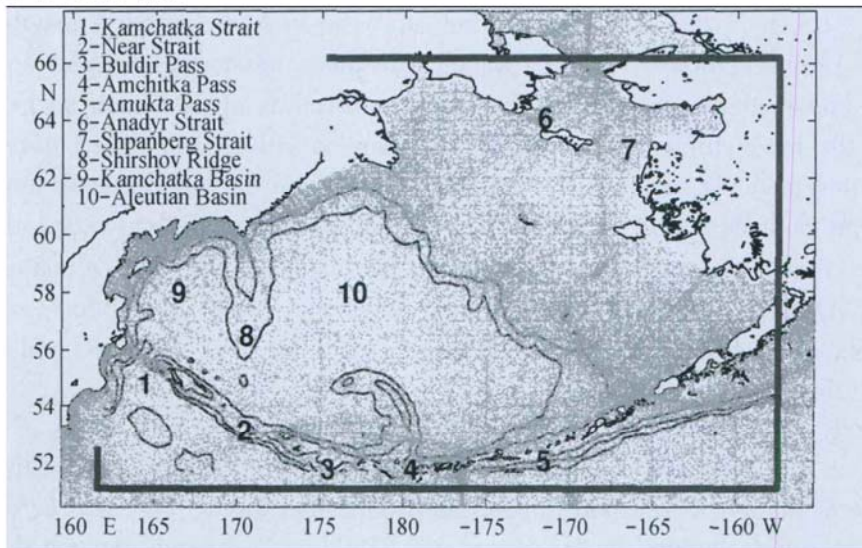 1-Kamchatka Strait
2-Near Strait
3-Buldir Pass
4-Amchitka Pass
5-Amukta Pass
6-Anadyr Strait
7-Shpanberg Strait
8-Shirshov Ridge
9-Kamchatka Basin
10-Aleutian Basin
66
N
64
62
60
58
56
54
52
6
7
9
10
8
1
2
3
4
5
160 E 165 170 175 180 -175 -170 -165 -160 W